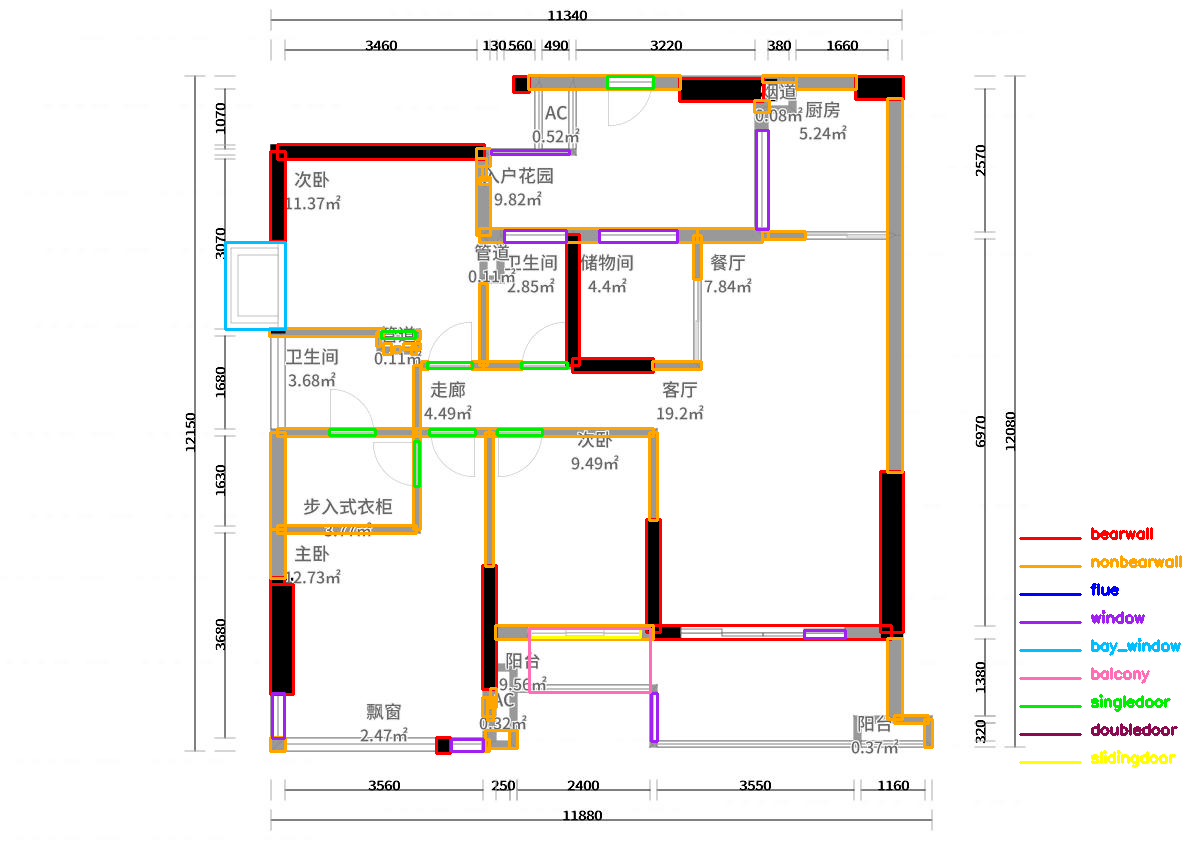 11340
3460
130
560
490
3220
380
1660
烟道
0.08㎡
厨房
5.24㎡
AC
0.52㎡
1070
2570
次卧
11.37㎡
入户花园
9.82㎡
3070
管道
0.11㎡
卫生间
2.85㎡
储物间
4.4㎡
餐厅
7.84㎡
管道
0.11㎡
卫生间
3.68㎡
走廊
4.49㎡
客厅
19.2㎡
1680
12150
6970
12080
次卧
9.49㎡
1630
步入式衣柜
3.77㎡
主卧
12.73㎡
3680
阳台
9.56㎡
AC
0.32㎡
飘窗
2.47㎡
阳台
0.37㎡
1380
320
bearwall
nonbearwall
flue
window
bay_window
balcony
singledoor
doubledoor
slidingdoor
3560
250
2400
3550
1160
11880